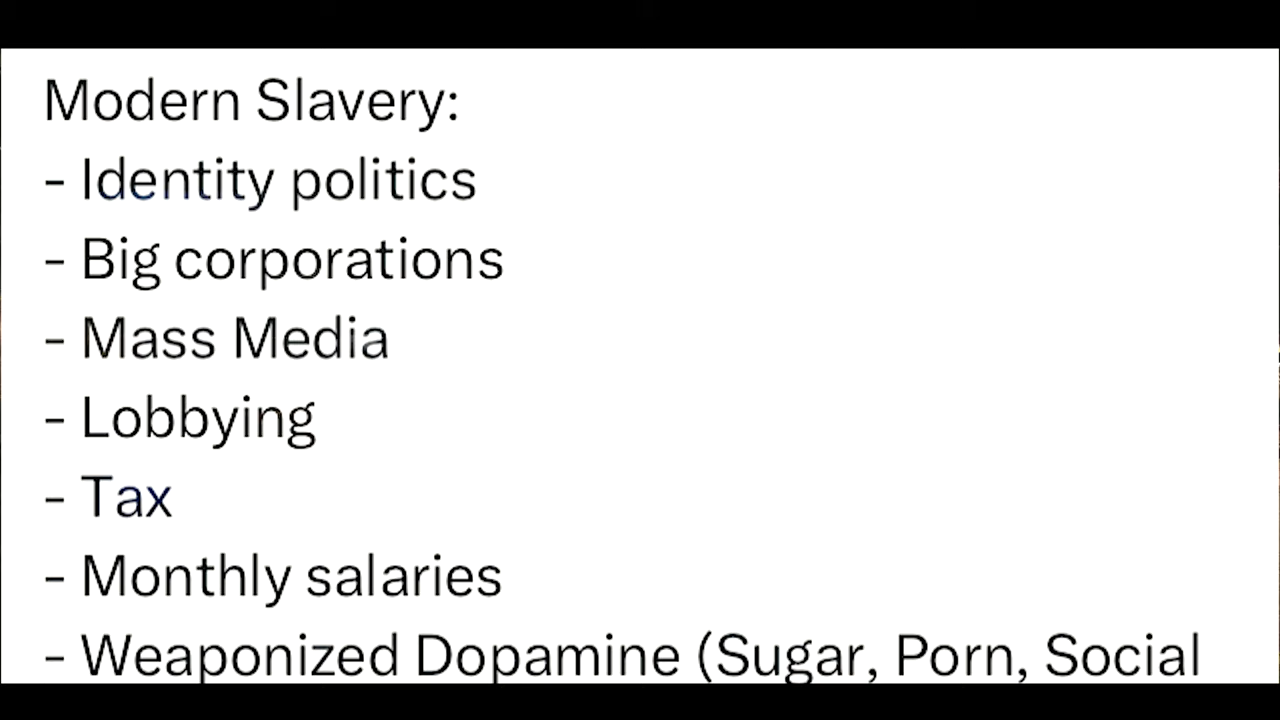 Modern Slavery:
- Identity politics
- Big corporations
- Mass Media
- Lobbying
- Tax
- Monthly salaries
- Weaponized Dopamine (Sugar, Porn, Social